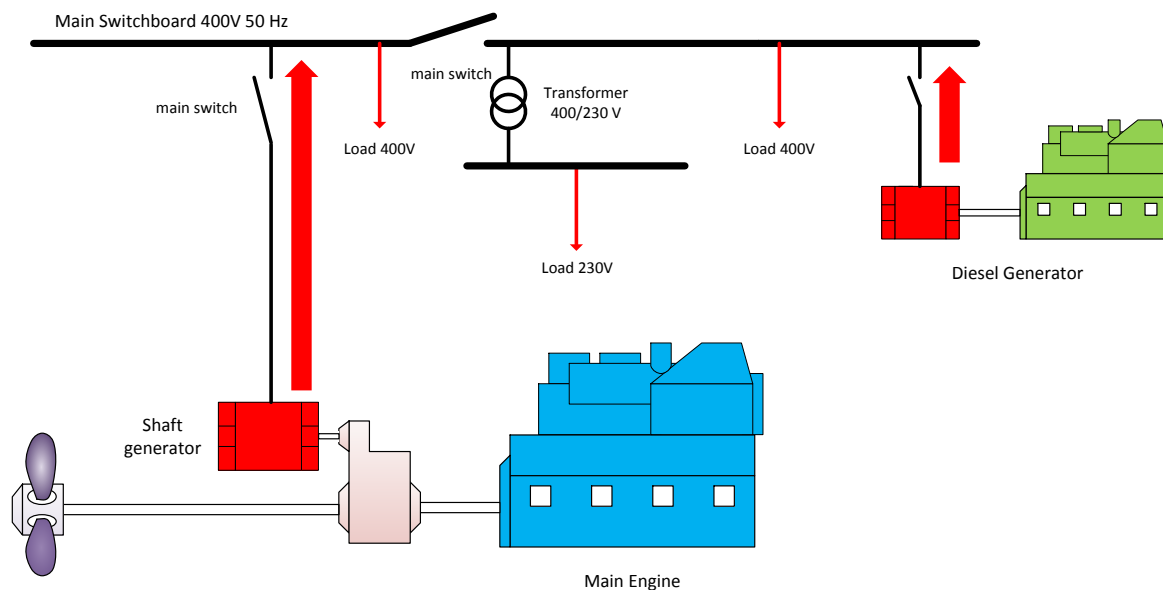 Main Switchboard 400V 50 Hz
main switch
main switch
Transformer
400/230 V
Load 400V
Load 400V
Load 230V
Diesel Generator
Shaft
generator
Main Engine